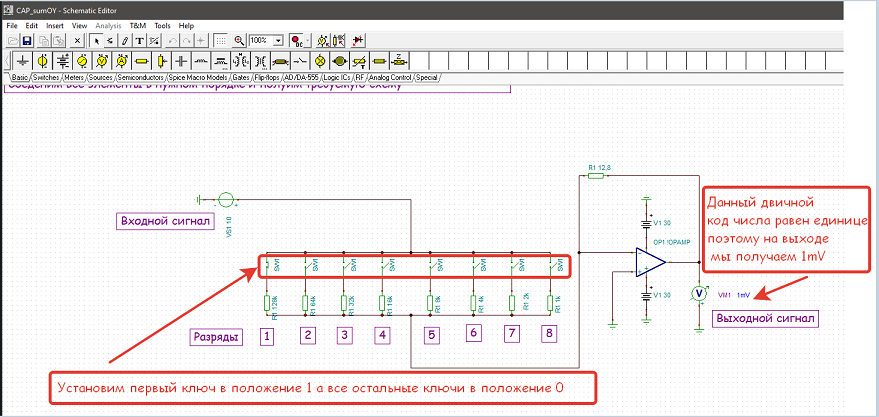 CAP_sumOY - Schematic Editor
File Edit Insert View Analysis T&M Tools Help
100%
DC
Basic Switches Meters Sources Semiconductors Spice Macro Models Gates Flip-flops AD/DA-555 Logic ICs RF Analog Control Special
Соеденим все элементы в нужном порядке и полуим требуемую схему
R1 12,8
Входной сигнал
VS1 10
Данный двичной
код числа равен единице
поэтому на выходе
мы получаем 1mV
V1 30
OP1 !OPAMP
SW1 SW1 SW1 SW1 SW1 SW1 SW1 SW1
R1 128k R1 64k R1 32k R1 16k R1 8k R1 4k R1 2k R1 1k
V1 30
V
VM1 1mV
Выходной сигнал
Разряды 1 2 3 4 5 6 7 8
Установим первый ключ в положение 1 а все остальные ключи в положение 0